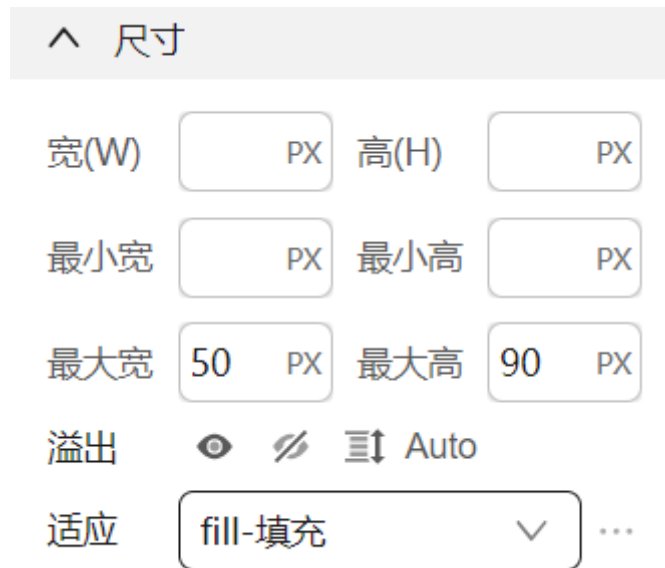 尺寸
宽(W) PX 高(H) PX
最小宽 PX 最小高 PX
最大宽 50 PX 最大高 90 PX
溢出 Auto
适应 fill-填充 ...